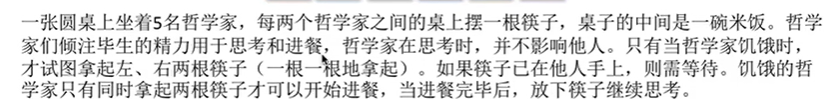 一张圆桌上坐着5名哲学家，每两个哲学家之间的桌上摆一根筷子，桌子的中间是一碗米饭。哲学
家们倾注毕生的精力用于思考和进餐，哲学家在思考时，并不影响他人。只有当哲学家饥饿时，
才试图拿起左、右两根筷子（一根一根地拿起）。如果筷子已在他人手上，则需等待。饥饿的哲
学家只有同时拿起两根筷子才可以开始进餐，当进餐完毕后，放下筷子继续思考。